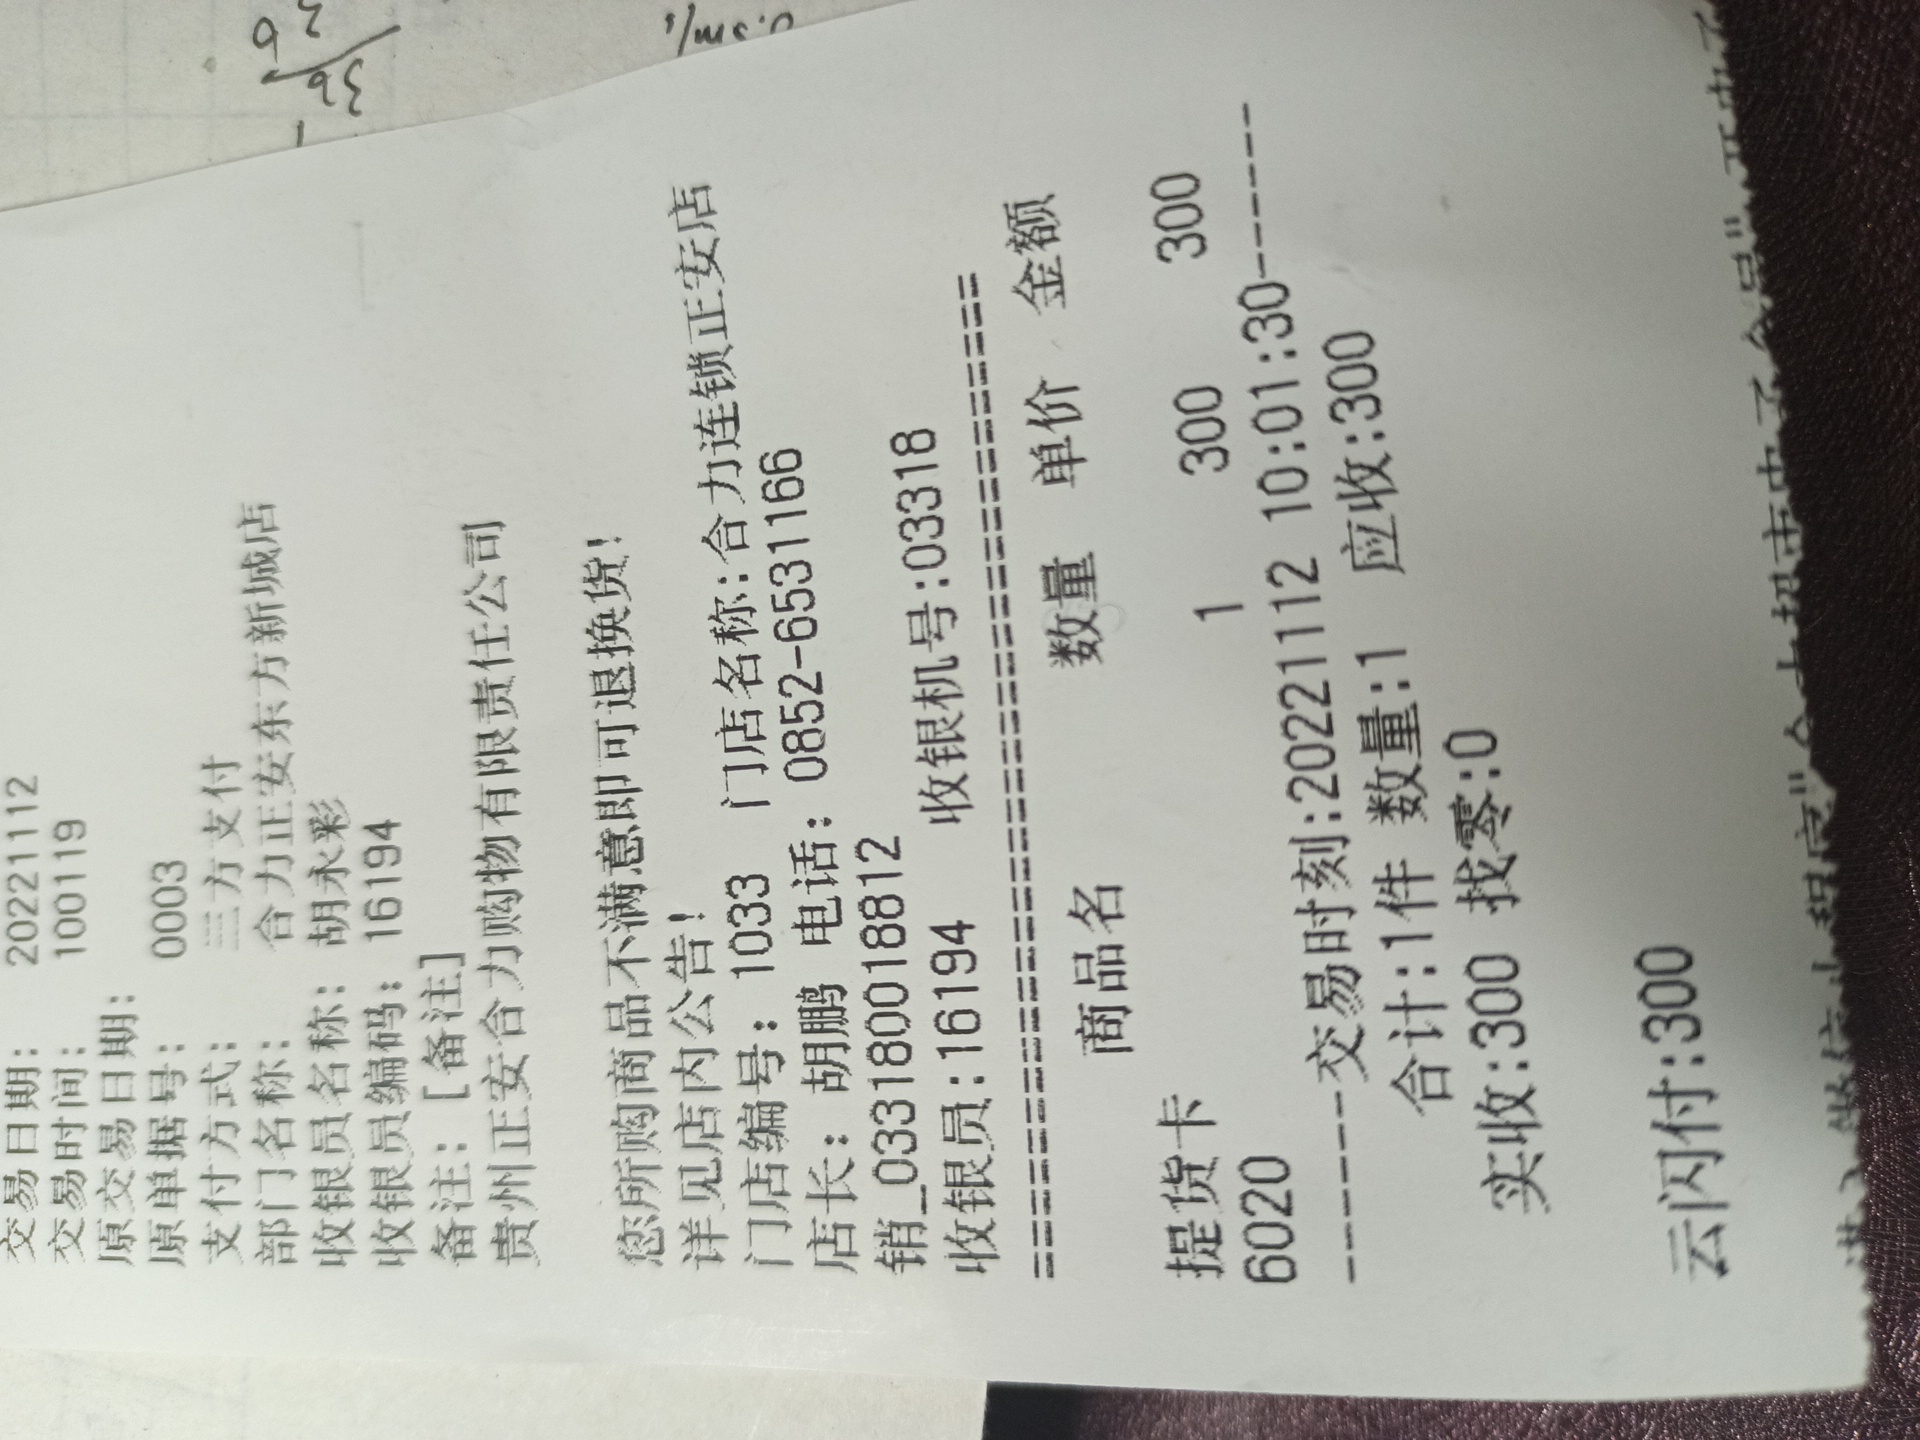 交易日期: 20221112
交易时间: 100119
原交易日期:
原单据号: 0003
支付方式: 三方支付
部门名称: 合力正安东方新城店
收银员名称: 胡永彩
收银员编码: 16194
备注: [备注]
贵州正安合力购物有限责任公司
您所购商品不满意即可退换货!
详见店内公告!
门店编号: 1033 门店名称:合力连锁正安店
店长: 胡鹏 电话: 0852-6531166
销_0331800188812
收银员:16194 收银机号:03318
商品名 数量 单价 金额
提货卡
6020 1 300 300
------交易时刻:20221112 10:01:30------
合计:1件 数量:1 应收:300
实收:300 找零:0
云闪付:300